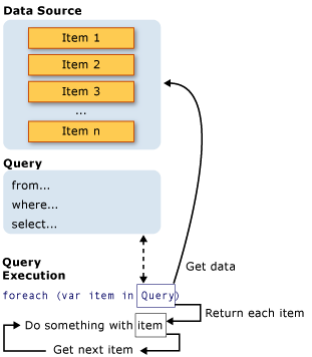 Data Source
Item 1
Item 2
Item 3
...
Item n
Query
from...
where...
select...
Query
Execution
Get data
foreach (var item in Query)
Return each item
Do something with item
Get next item